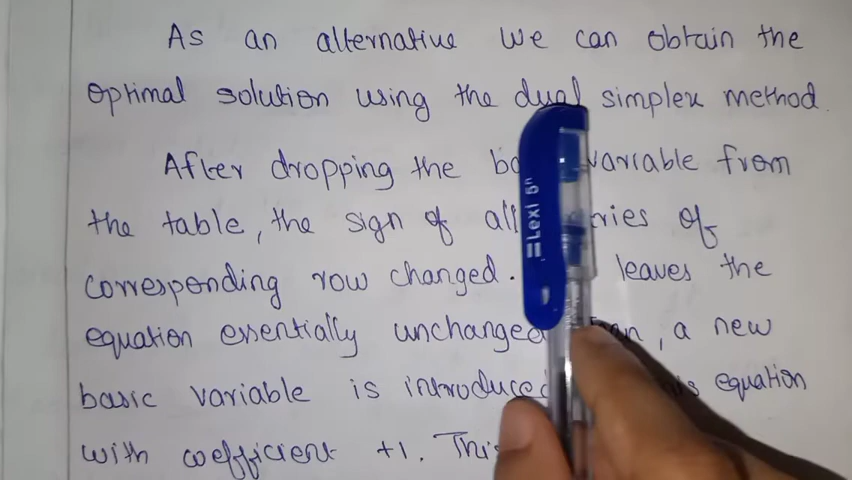 As an alternative we can obtain the
optimal solution using the dual simplex method.
After dropping the variable from
the table, the sign of all of
corresponding row changed. leaves the
equation essentially unchanged , a new
basic variable is introduced equation
with coefficient +1. This
Lexi 5n